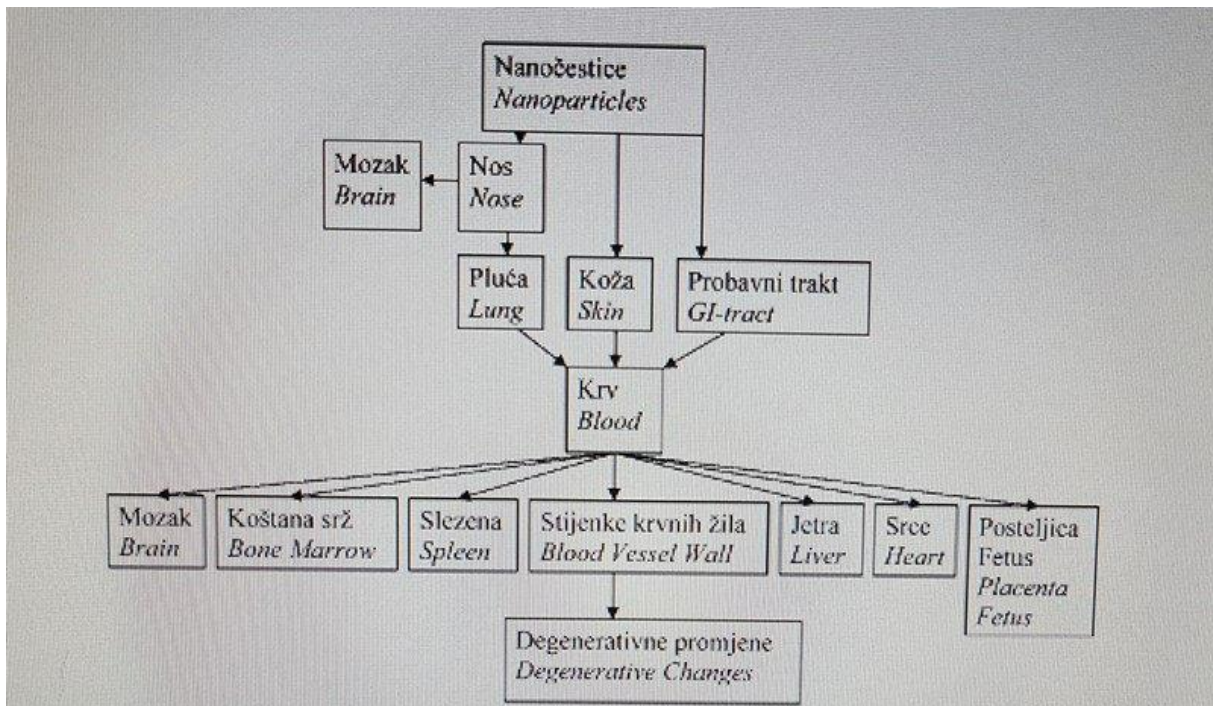 Nanočestice
Nanoparticles
Mozak
Brain
Nos
Nose
Pluća
Lung
Koža
Skin
Probavni trakt
GI-tract
Krv
Blood
Mozak
Brain
Koštana srž
Bone Marrow
Slezena
Spleen
Stijenke krvnih žila
Blood Vessel Wall
Jetra
Liver
Srce
Heart
Posteljica
Fetus
Placenta
Fetus
Degenerativne promjene
Degenerative Changes